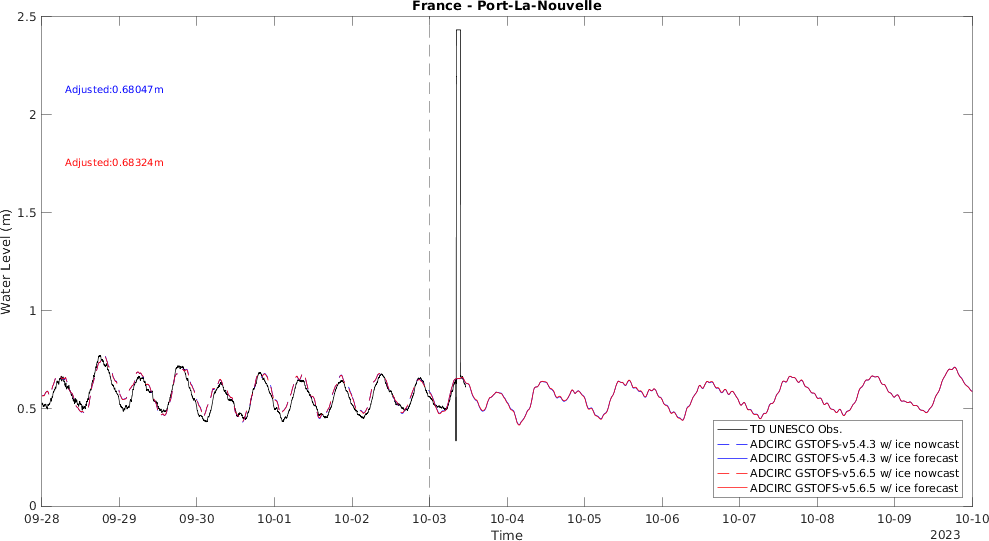 France - Port-La-Nouvelle
2.5
2
1.5
1
0.5
0
Water Level (m)
Adjusted:0.68047m
Adjusted:0.68324m
TD UNESCO Obs.
ADCIRC GSTOFS-v5.4.3 w/ ice nowcast
ADCIRC GSTOFS-v5.4.3 w/ ice forecast
ADCIRC GSTOFS-v5.6.5 w/ ice nowcast
ADCIRC GSTOFS-v5.6.5 w/ ice forecast
09-28 09-29 09-30 10-01 10-02 10-03 10-04 10-05 10-06 10-07 10-08 10-09 10-10
Time
2023